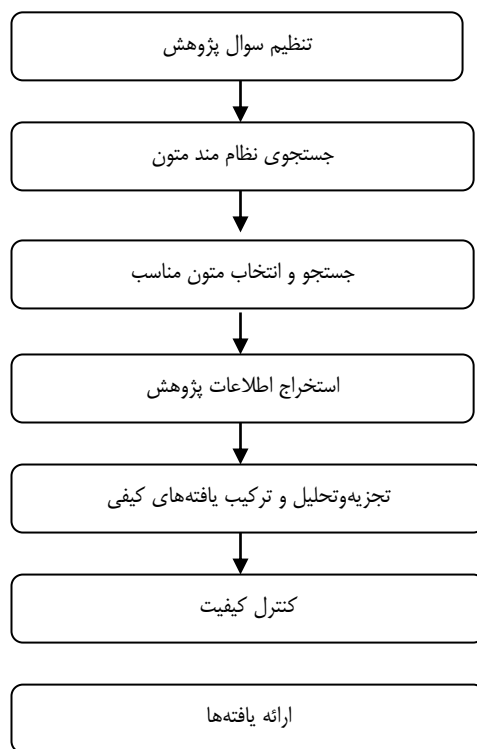 تنظیم سوال پژوهش
جستجوی نظام مند متون
جستجو و انتخاب متون مناسب
استخراج اطلاعات پژوهش
تجزیه‌وتحلیل و ترکیب یافته‌های کیفی
کنترل کیفیت
ارائه یافته‌ها